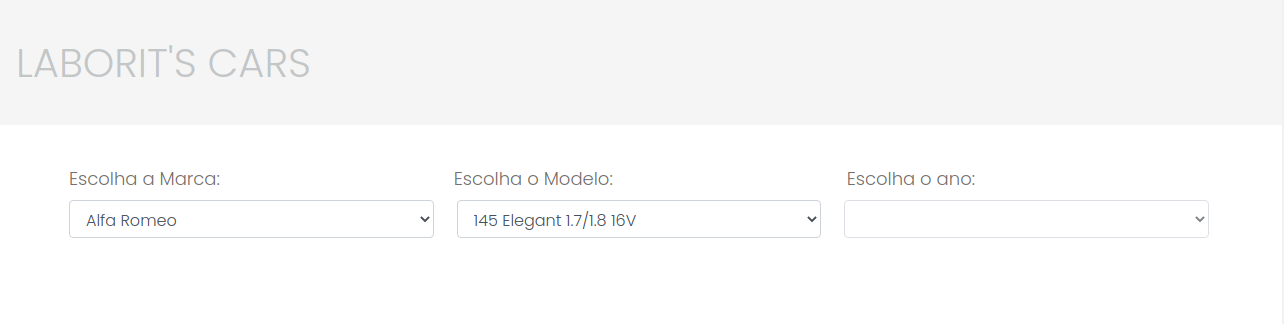 LABORIT'S CARS
Escolha a Marca: Escolha o Modelo: Escolha o ano:
Alfa Romeo 145 Elegant 1.7/1.8 16V